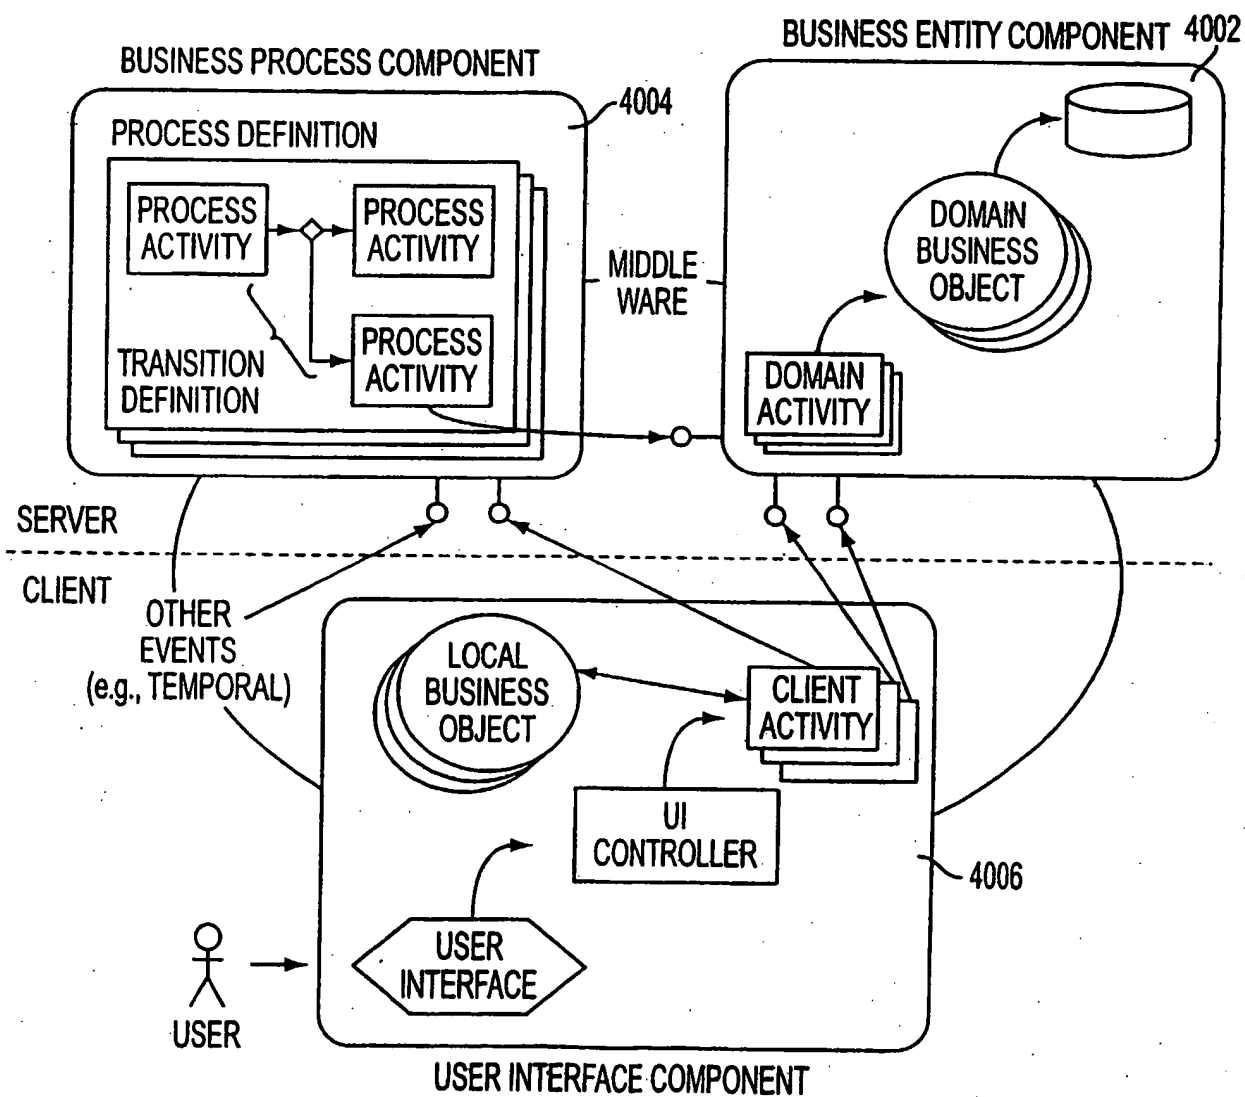 BUSINESS PROCESS COMPONENT
BUSINESS ENTITY COMPONENT
4002
4004
PROCESS DEFINITION
PROCESS
ACTIVITY
PROCESS
ACTIVITY
PROCESS
ACTIVITY
TRANSITION
DEFINITION
MIDDLE
WARE
DOMAIN
BUSINESS
OBJECT
DOMAIN
ACTIVITY
SERVER
CLIENT
OTHER
EVENTS
(e.g., TEMPORAL)
LOCAL
BUSINESS
OBJECT
CLIENT
ACTIVITY
UI
CONTROLLER
4006
USER
INTERFACE
USER
USER INTERFACE COMPONENT